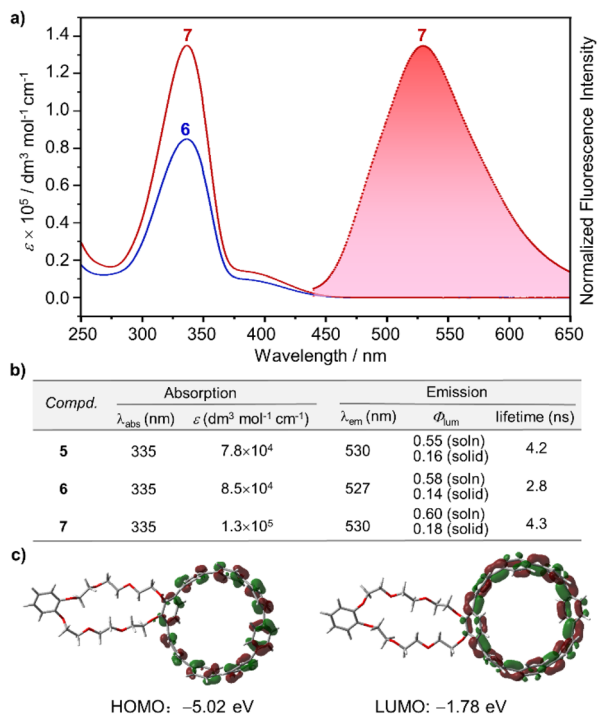 a)
7
7
6
ε × 10⁵ / dm³ mol⁻¹ cm⁻¹
1.4
1.2
1.0
0.8
0.6
0.4
0.2
0.0
Normalized Fluorescence Intensity
250 300 350 400 450 500 550 600 650
Wavelength / nm
b)
Compd. Absorption Emission
λabs (nm) ε (dm³ mol⁻¹ cm⁻¹) λem (nm) Φlum lifetime (ns)
5 335 7.8×10⁴ 530 0.55 (soln) 4.2
0.16 (solid)
6 335 8.5×10⁴ 527 0.58 (soln) 2.8
0.14 (solid)
7 335 1.3×10⁵ 530 0.60 (soln) 4.3
0.18 (solid)
c)
HOMO: −5.02 eV LUMO: −1.78 eV